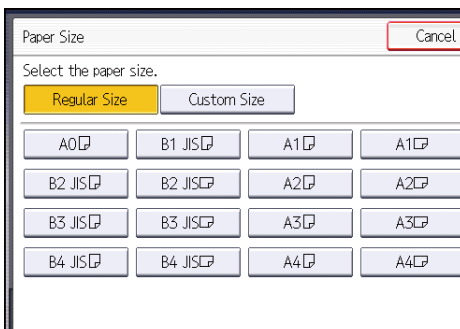 Paper Size Cancel
Select the paper size.
Regular Size Custom Size
A0 B1 JIS A1 A1
B2 JIS B2 JIS A2 A2
B3 JIS B3 JIS A3 A3
B4 JIS B4 JIS A4 A4